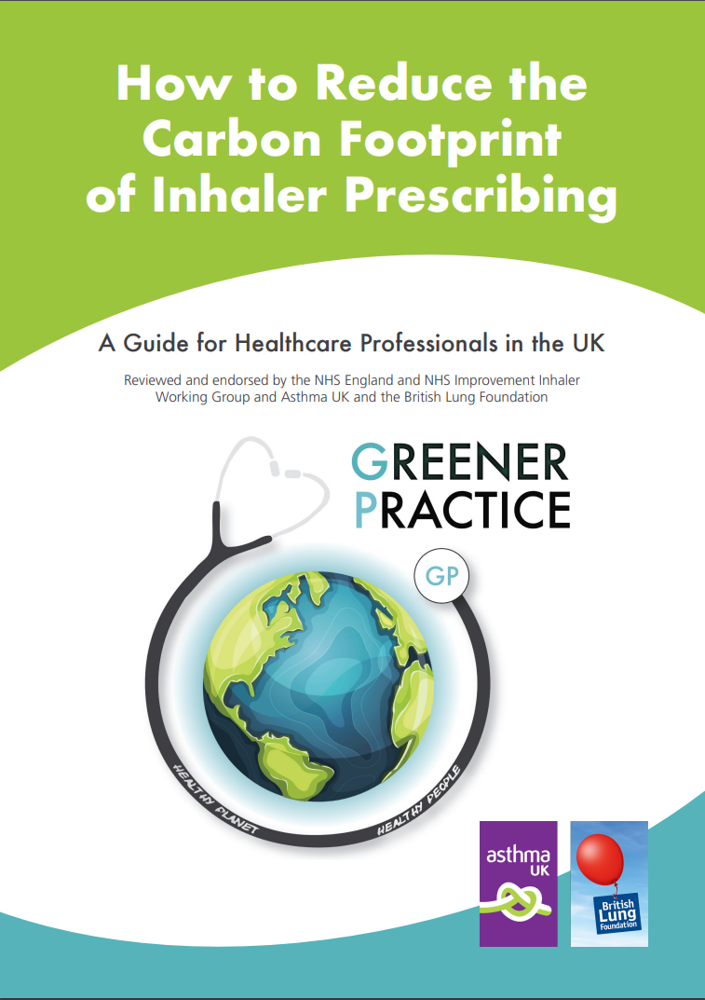 How to Reduce the
Carbon Footprint
of Inhaler Prescribing
A Guide for Healthcare Professionals in the UK
Reviewed and endorsed by the NHS England and NHS Improvement Inhaler
Working Group and Asthma UK and the British Lung Foundation
GREENER
PRACTICE
GP
HEALTHY PLANET
HEALTHY PEOPLE
asthma
UK
British
Lung
Foundation